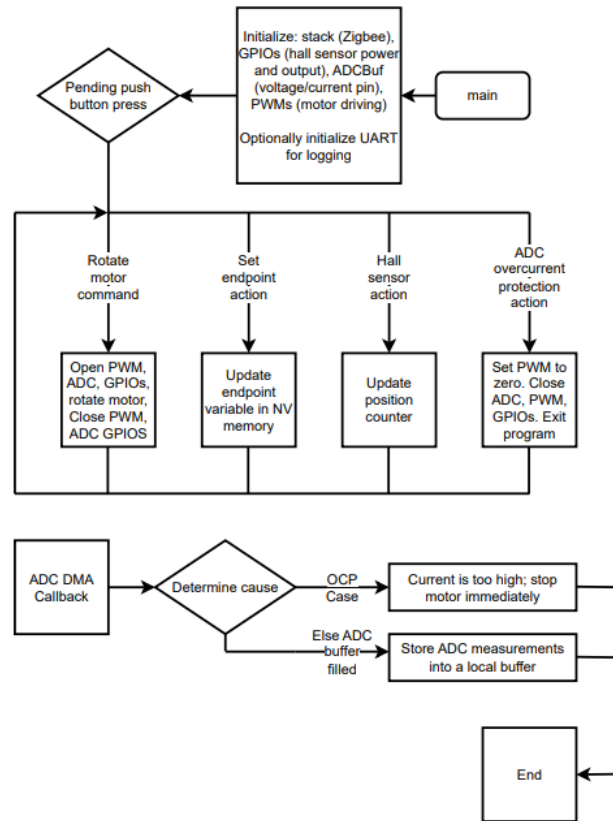 Initialize: stack (Zigbee),
GPIOs (hall sensor power
and output), ADCBuf
(voltage/current pin),
PWMs (motor driving)
Optionally initialize UART
for logging
main
Pending push
button press
Rotate
motor
command
Set
endpoint
action
Hall
sensor
action
ADC
overcurrent
protection
action
Open PWM,
ADC, GPIOs,
rotate motor,
Close PWM,
ADC GPIOS
Update
endpoint
variable in NV
memory
Update
position
counter
Set PWM to
zero. Close
ADC, PWM,
GPIOs. Exit
program
ADC DMA
Callback
Determine cause
OCP
Case
Current is too high; stop
motor immediately
Else ADC
buffer
filled
Store ADC measurements
into a local buffer
End